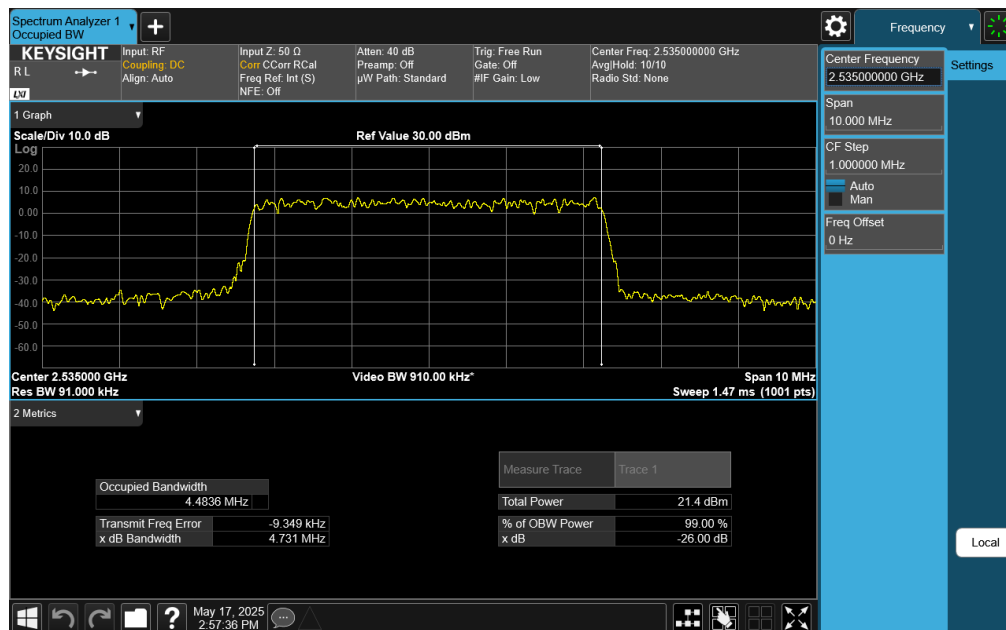 Spectrum Analyzer 1
Occupied BW
Frequency
KEYSIGHT
R L
LXI
Input: RF
Coupling: DC
Align: Auto
Input Z: 50 Ω
Corr CCorr RCal
Freq Ref: Int (S)
NFE: Off
Atten: 40 dB
Preamp: Off
µW Path: Standard
Trig: Free Run
Gate: Off
#IF Gain: Low
Center Freq: 2.535000000 GHz
Avg|Hold: 10/10
Radio Std: None
Center Frequency
2.535000000 GHz
Settings
Span
10.000 MHz
CF Step
1.000000 MHz
Auto
Man
Freq Offset
0 Hz
Local
1 Graph
Scale/Div 10.0 dB
Ref Value 30.00 dBm
Log
20.0
10.0
0.00
-10.0
-20.0
-30.0
-40.0
-50.0
-60.0
Center 2.535000 GHz
Video BW 910.00 kHz*
Span 10 MHz
Res BW 91.000 kHz
Sweep 1.47 ms (1001 pts)
2 Metrics
Measure Trace
Trace 1
Occupied Bandwidth
4.4836 MHz
Total Power
21.4 dBm
Transmit Freq Error
-9.349 kHz
% of OBW Power
99.00 %
x dB Bandwidth
4.731 MHz
x dB
-26.00 dB
?
May 17, 2025
2:57:36 PM